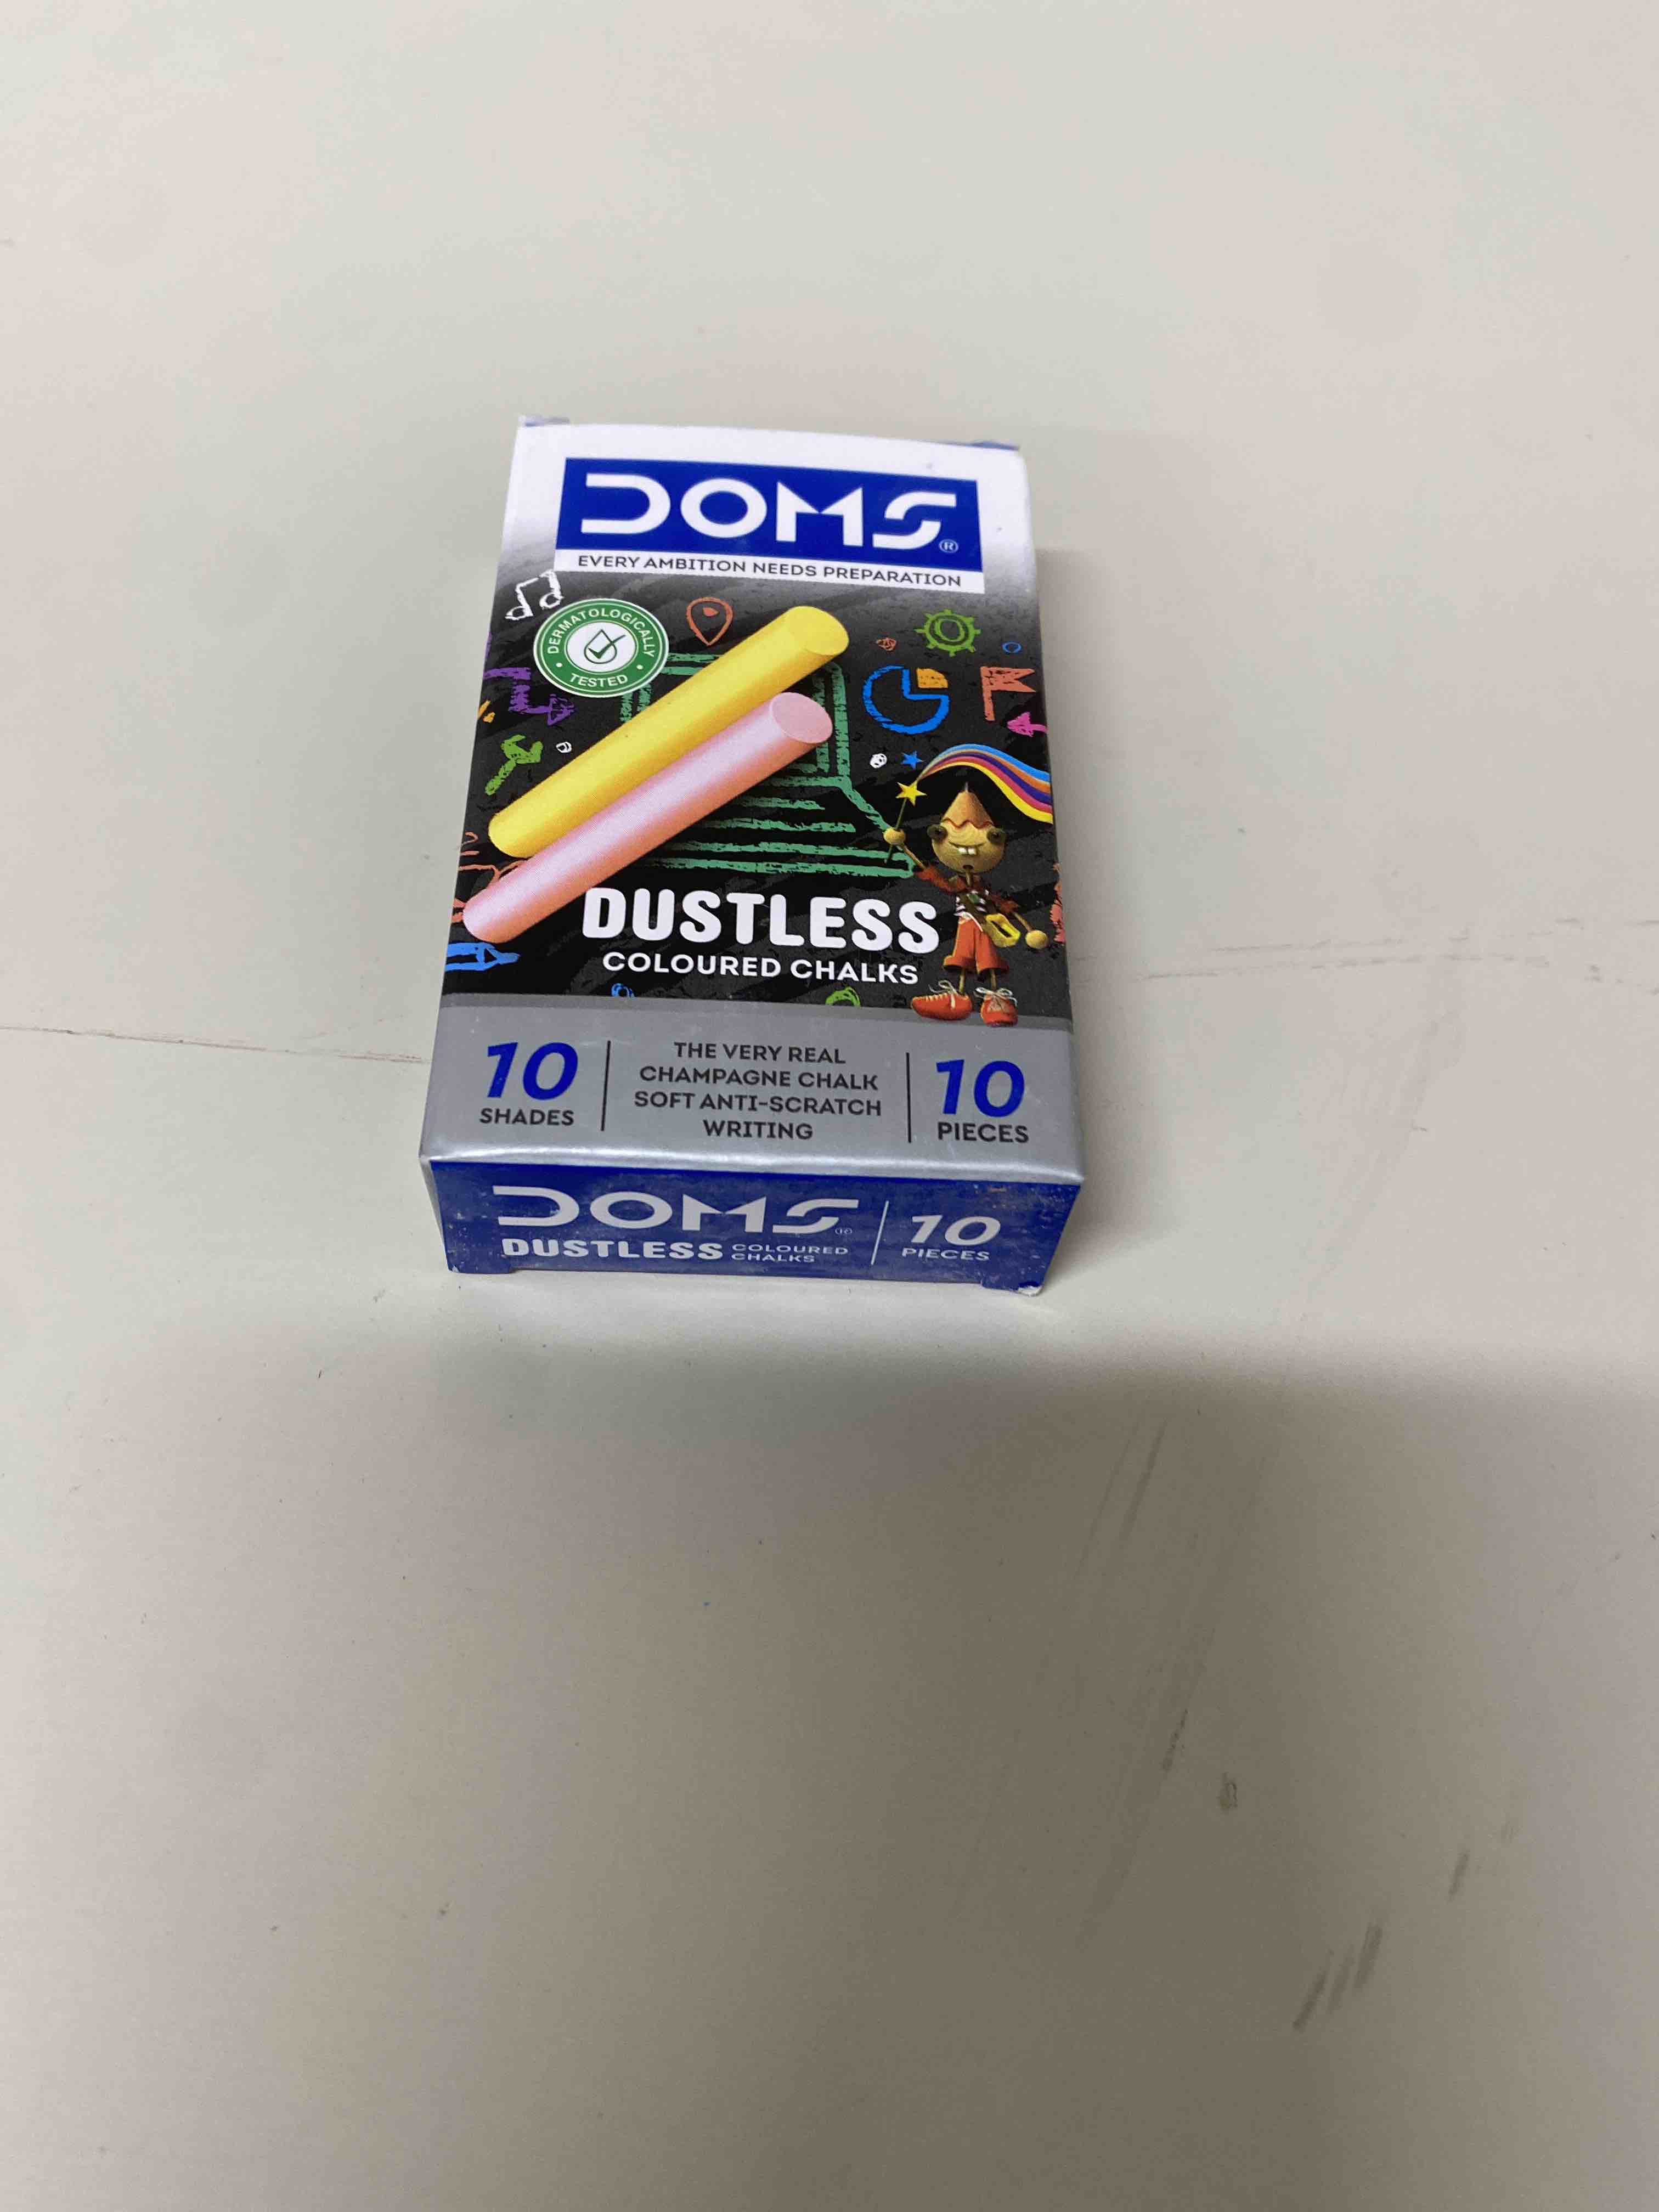 DOMS®
EVERY AMBITION NEEDS PREPARATION
DERMATOLOGICALLY
TESTED
DUSTLESS
COLOURED CHALKS
10
SHADES
THE VERY REAL
CHAMPAGNE CHALK
SOFT ANTI-SCRATCH
WRITING
10
PIECES
DOMS®
DUSTLESS COLOURED
CHALKS
10
PIECES